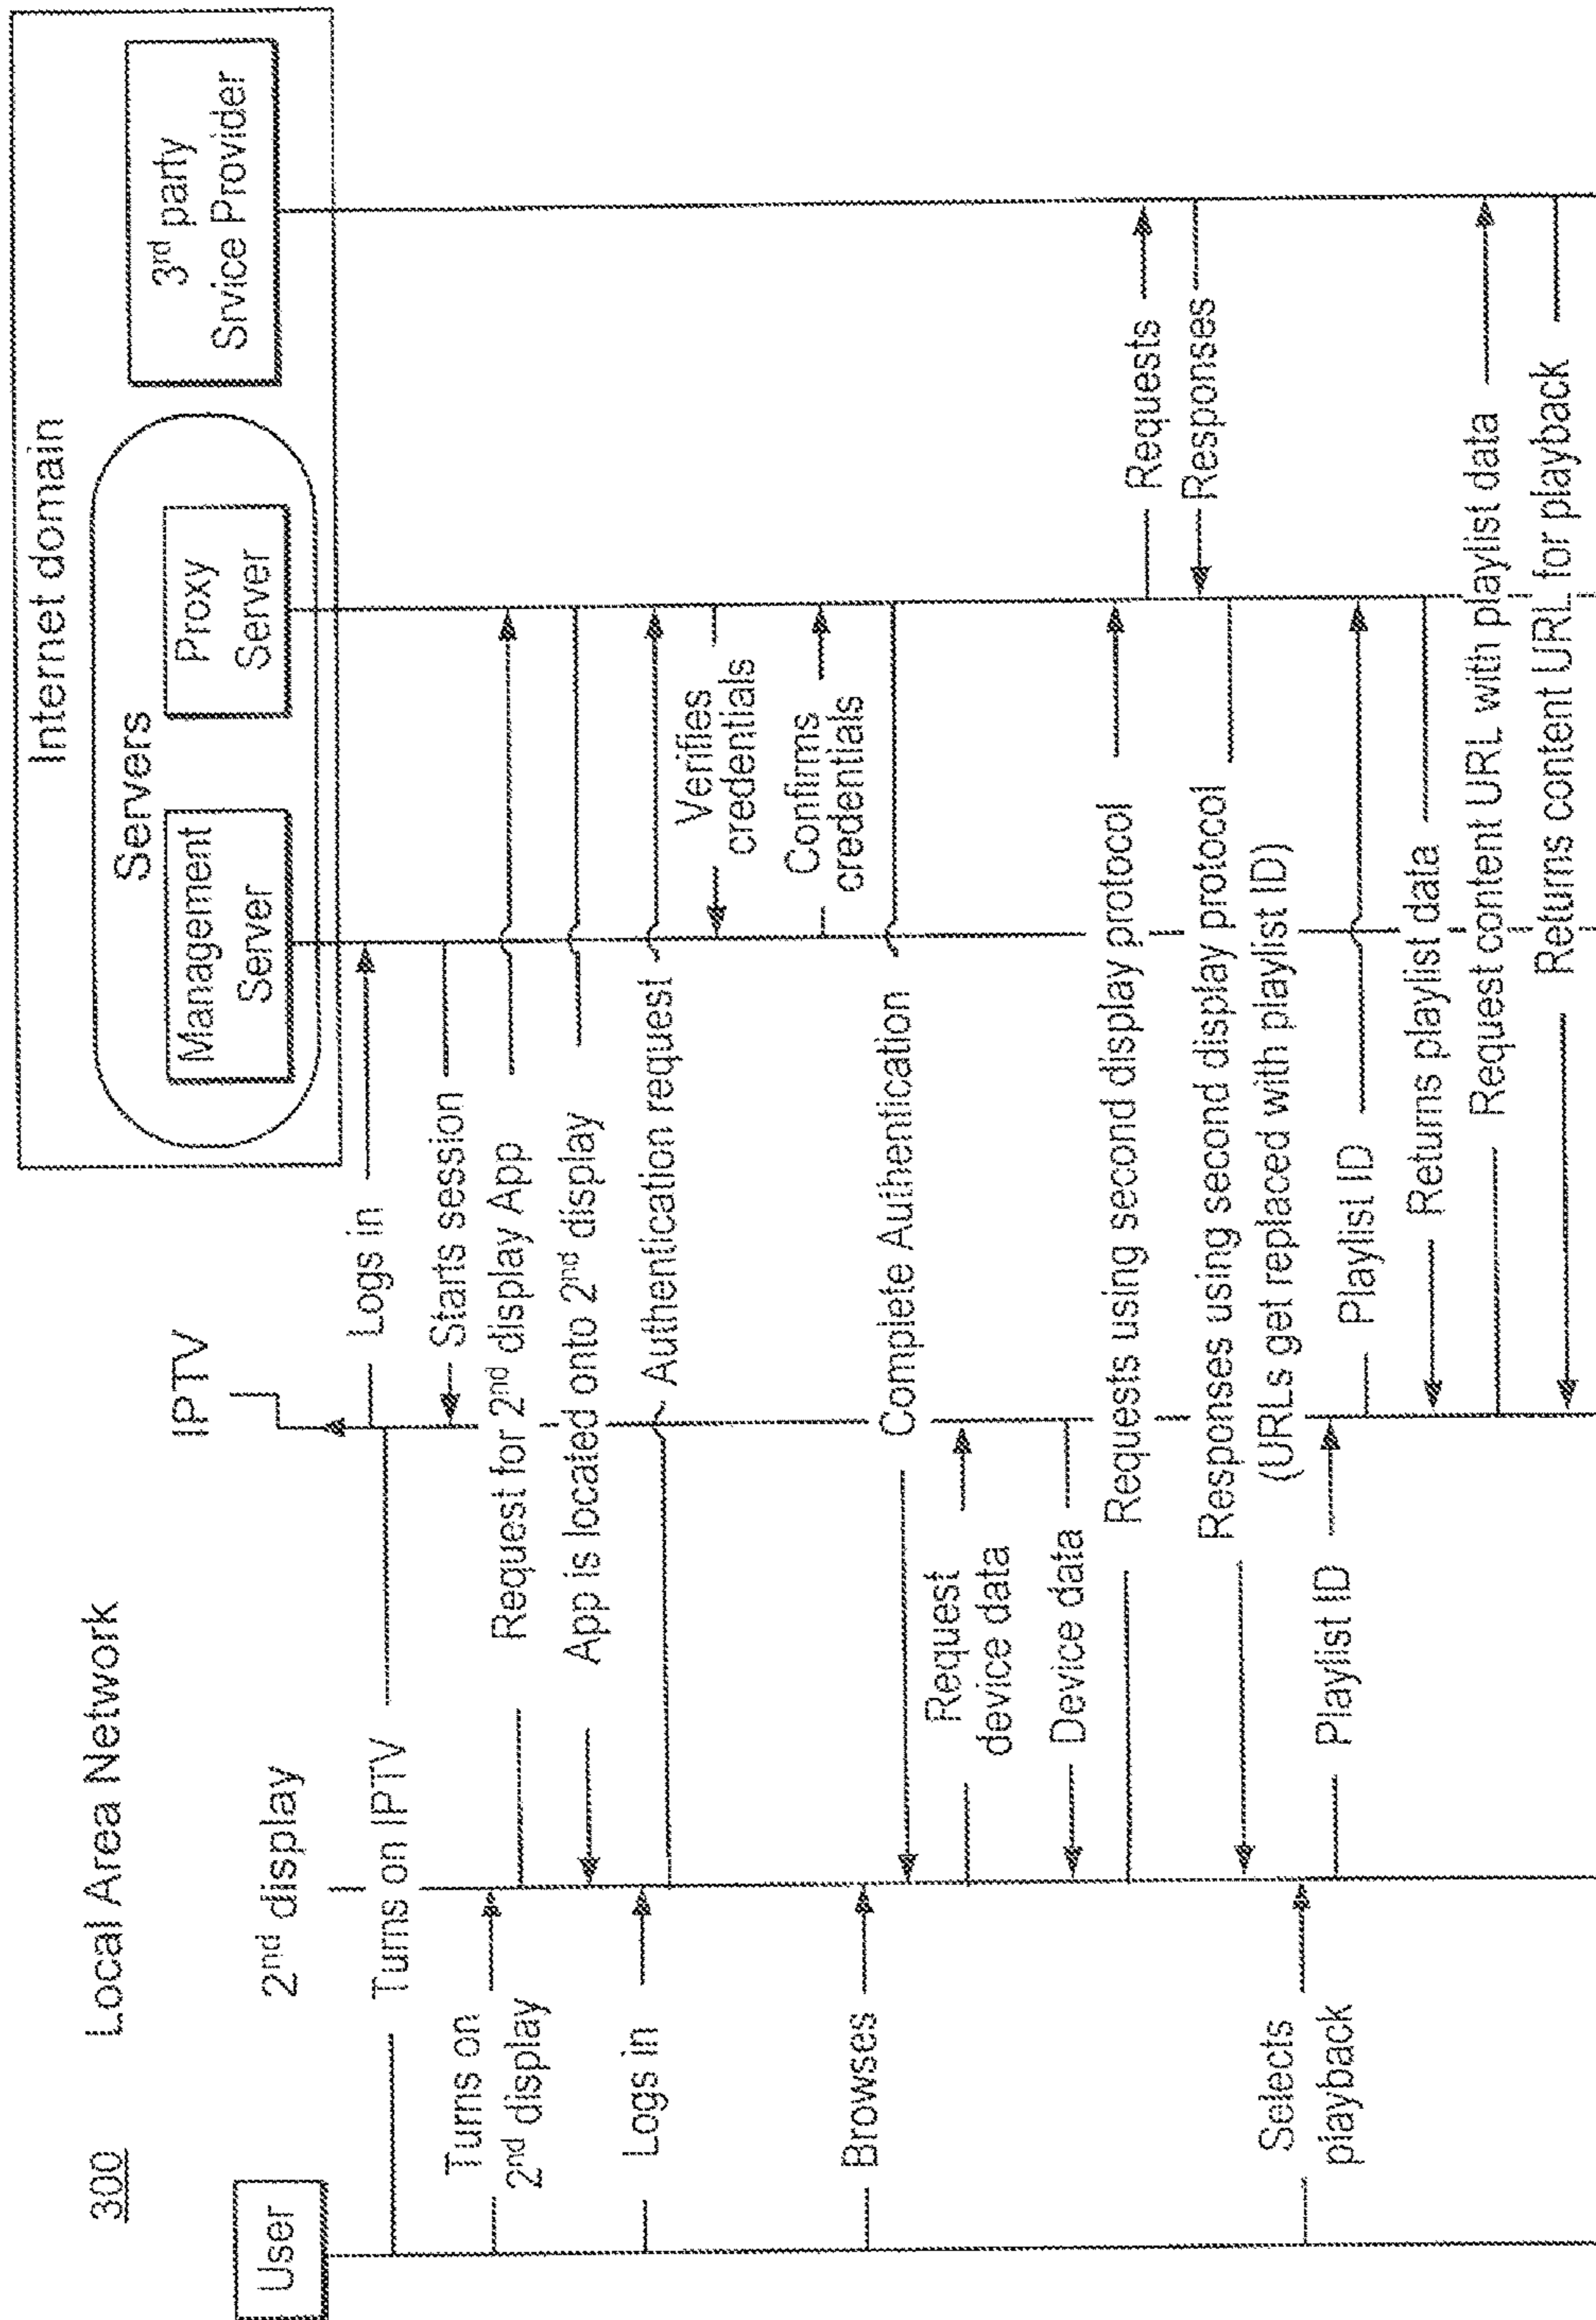 300
Local Area Network
Internet domain
Servers
User
2nd display
IPTV
Management
Server
Proxy
Server
3rd party
Srvice Provider
Turns on IPTV
Logs in
Starts session
Turns on
2nd display
Request for 2nd display App
App is located onto 2nd display
Logs in
Authentication request
Verifies
credentials
Confirms
credentials
Browses
Complete Authentication
Request
device data
Device data
Requests using second display protocol
Requests
Responses
Responses using second display protocol
(URLs get replaced with playlist ID)
Selects
playback
Playlist ID
Playlist ID
Returns playlist data
Request content URL with playlist data
Returns content URL for playback